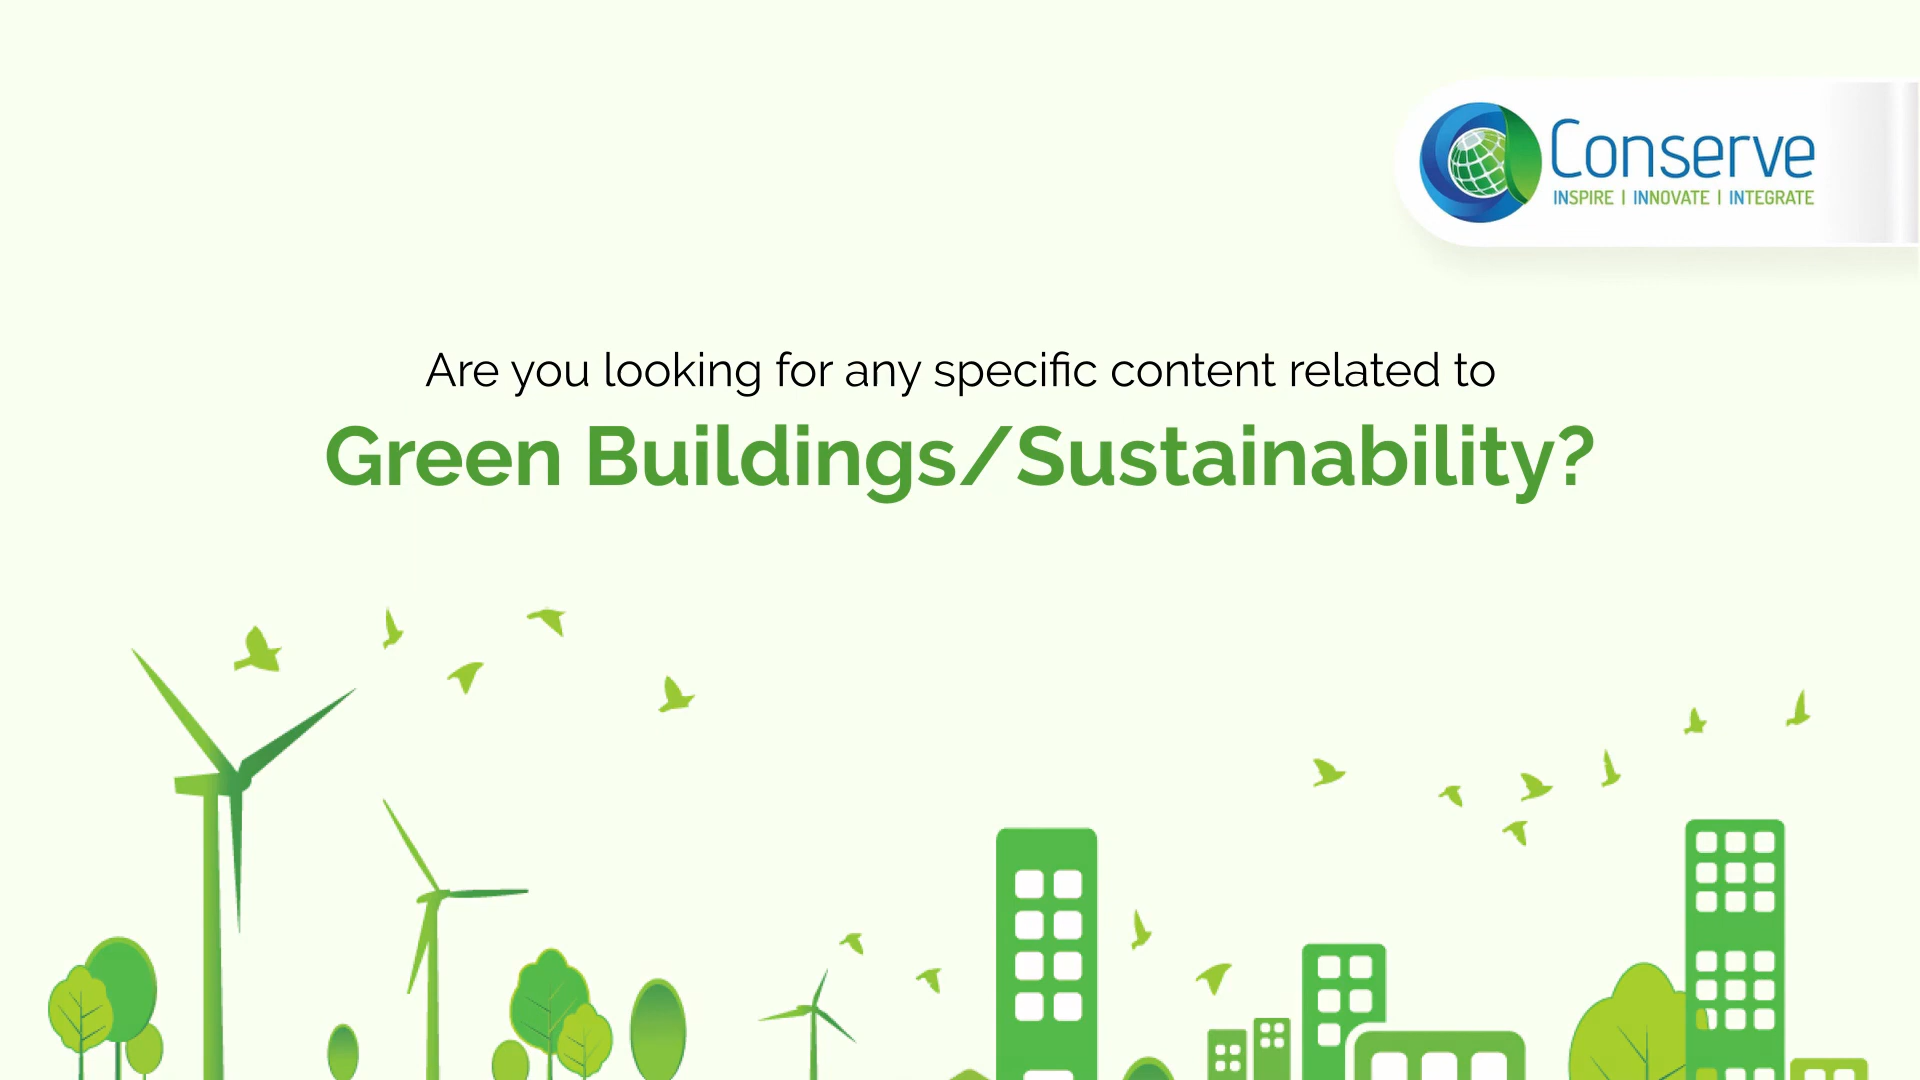 Conserve
INSPIRE | INNOVATE | INTEGRATE
Are you looking for any specific content related to
Green Buildings/Sustainability?